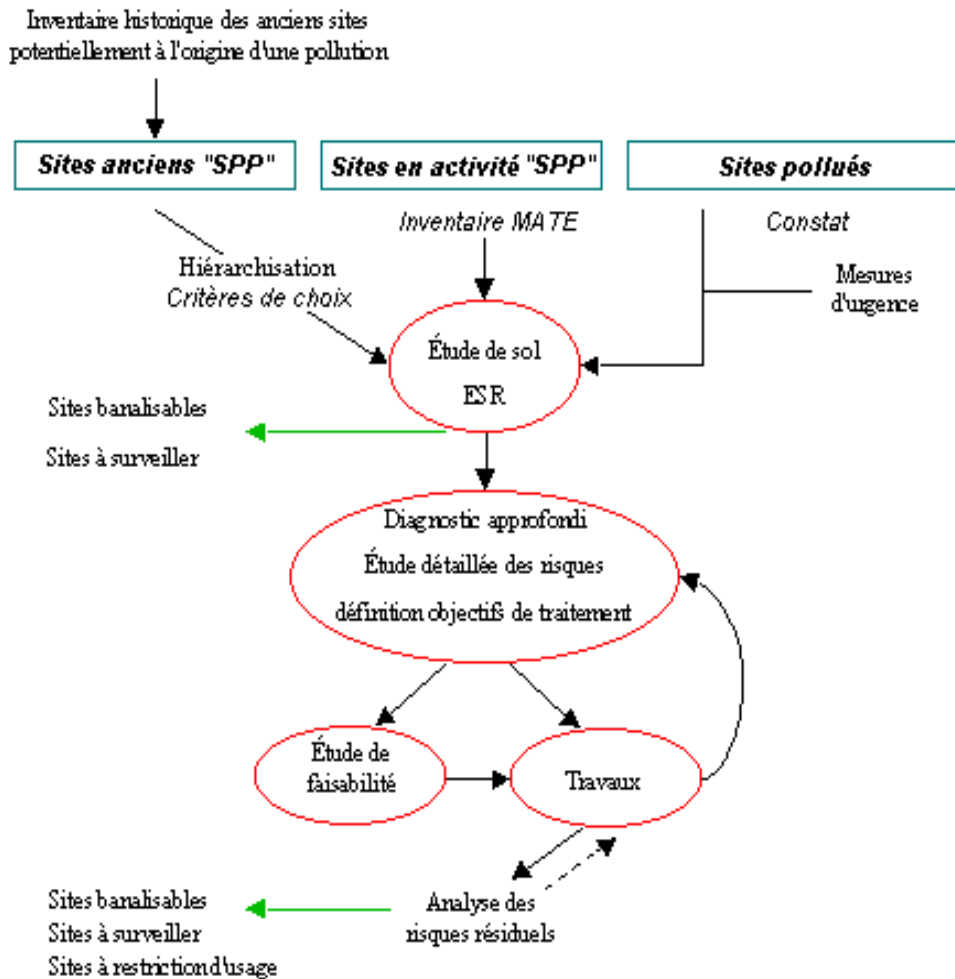 Inventaire historique des anciens sites
potentiellement à l'origine d'une pollution
Sites anciens "SPP"
Sites en activité "SPP"
Sites pollués
Inventaire MATE
Constat
Hiérarchisation
Critères de choix
Mesures
d'urgence
Étude de sol
ESR
Sites banalisables
Sites à surveiller
Diagnostic approfondi
Étude détaillée des risques
définition objectifs de traitement
Étude de
faisabilité
Travaux
Analyse des
risques résiduels
Sites banalisables
Sites à surveiller
Sites à restriction d'usage